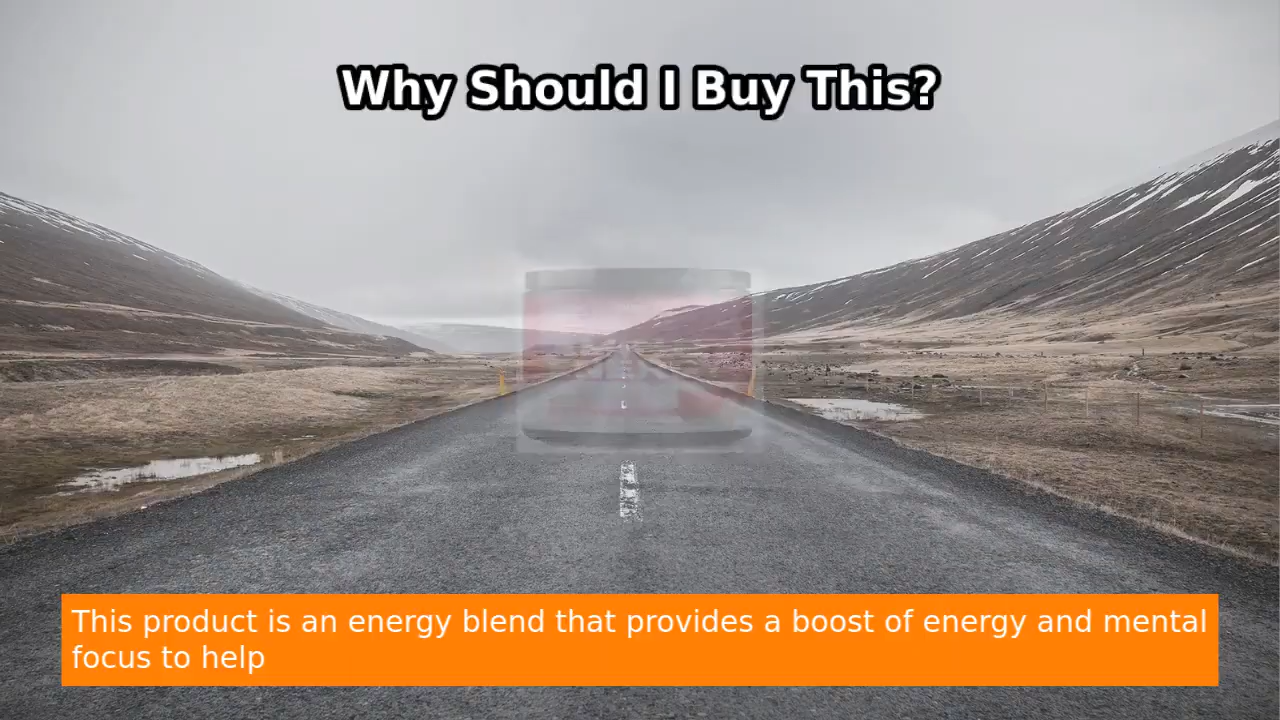 Why Should I Buy This?
This product is an energy blend that provides a boost of energy and mental
focus to help